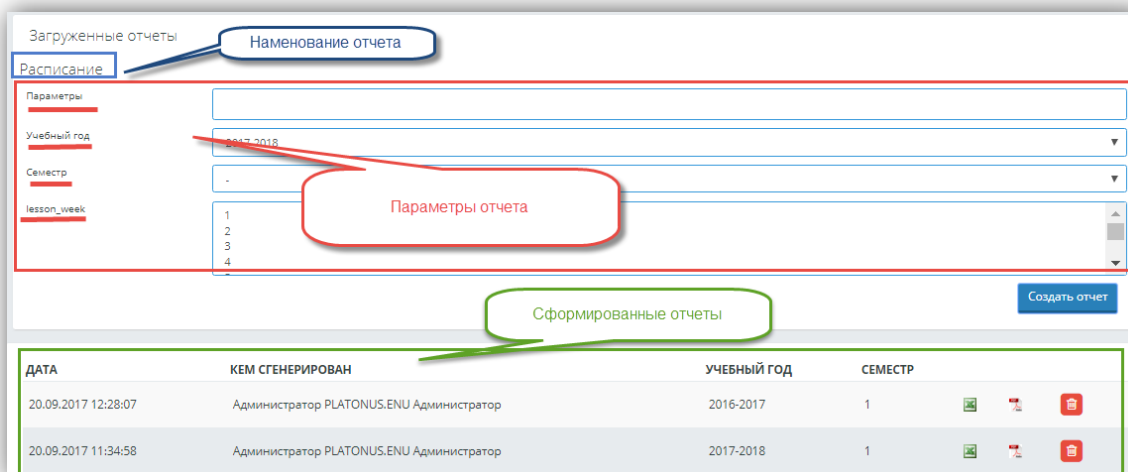 Загруженные отчеты
Наменование отчета
Расписание
Параметры
Учебный год
2017-2018
Семестр
-
Параметры отчета
lesson_week
1
2
3
4
Создать отчет
Сформированные отчеты
ДАТА КЕМ СГЕНЕРИРОВАН УЧЕБНЫЙ ГОД СЕМЕСТР
20.09.2017 12:28:07 Администратор PLATONUS.ENU Администратор 2016-2017 1
20.09.2017 11:34:58 Администратор PLATONUS.ENU Администратор 2017-2018 1